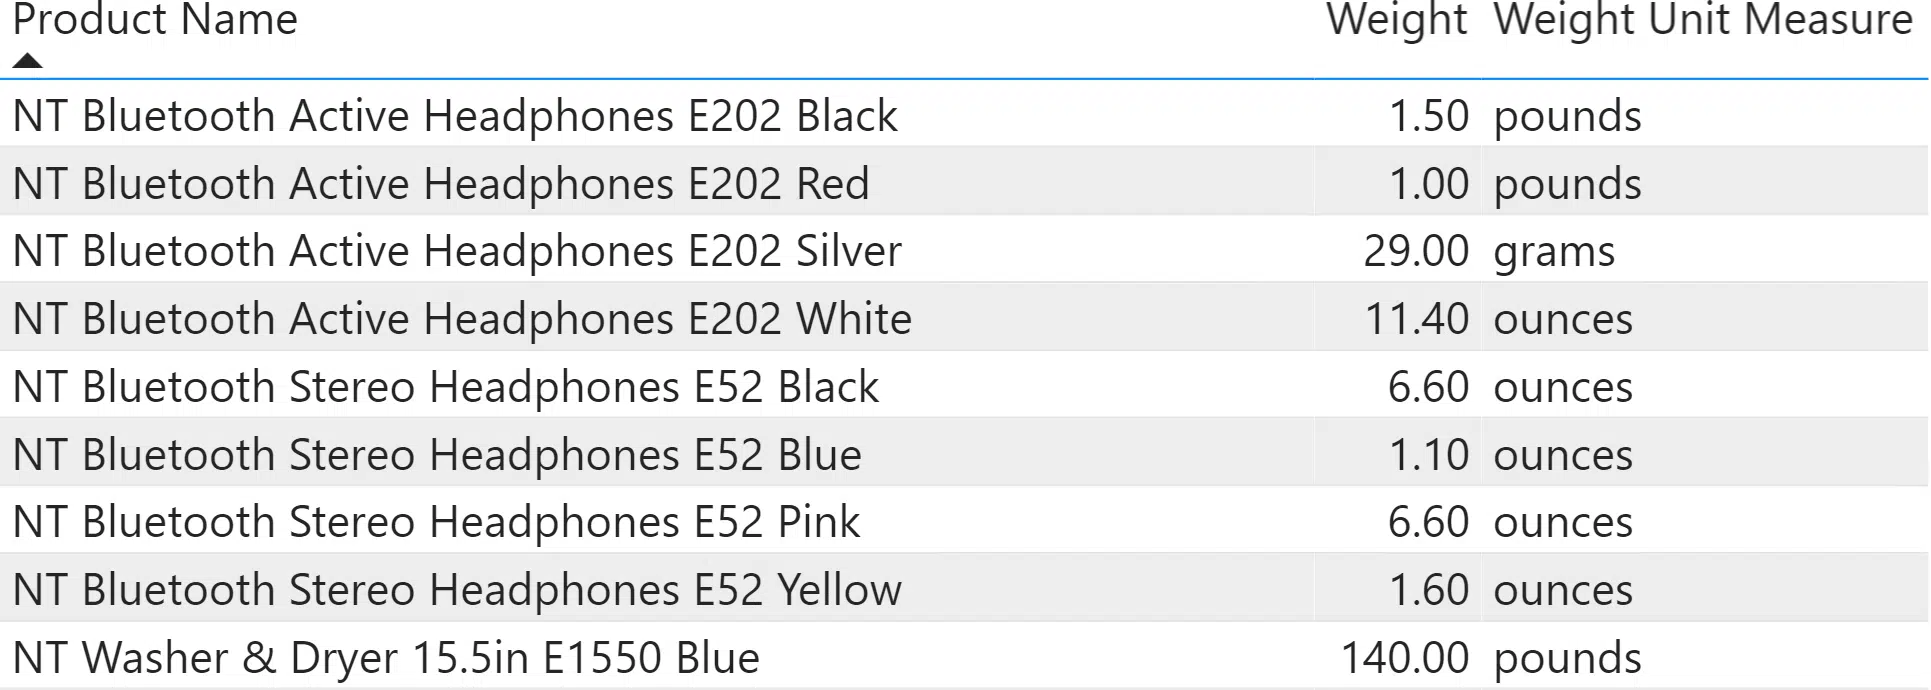 Product Name Weight Weight Unit Measure
NT Bluetooth Active Headphones E202 Black 1.50 pounds
NT Bluetooth Active Headphones E202 Red 1.00 pounds
NT Bluetooth Active Headphones E202 Silver 29.00 grams
NT Bluetooth Active Headphones E202 White 11.40 ounces
NT Bluetooth Stereo Headphones E52 Black 6.60 ounces
NT Bluetooth Stereo Headphones E52 Blue 1.10 ounces
NT Bluetooth Stereo Headphones E52 Pink 6.60 ounces
NT Bluetooth Stereo Headphones E52 Yellow 1.60 ounces
NT Washer & Dryer 15.5in E1550 Blue 140.00 pounds